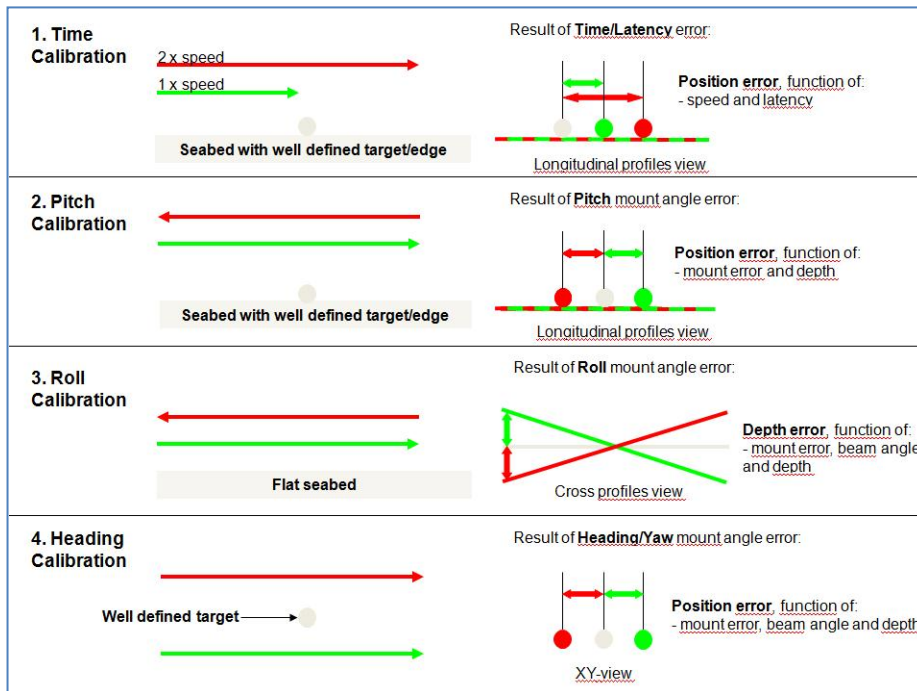 1. Time
Calibration
2 x speed
1 x speed
Seabed with well defined target/edge
Result of Time/Latency error:
Position error, function of:
- speed and latency
Longitudinal profiles view
2. Pitch
Calibration
Seabed with well defined target/edge
Result of Pitch mount angle error:
Position error, function of:
- mount error and depth
Longitudinal profiles view
3. Roll
Calibration
Flat seabed
Result of Roll mount angle error:
Depth error, function of:
- mount error, beam angle
and depth
Cross profiles view
4. Heading
Calibration
Well defined target
Result of Heading/Yaw mount angle error:
Position error, function of:
- mount error, beam angle and depth
XY-view